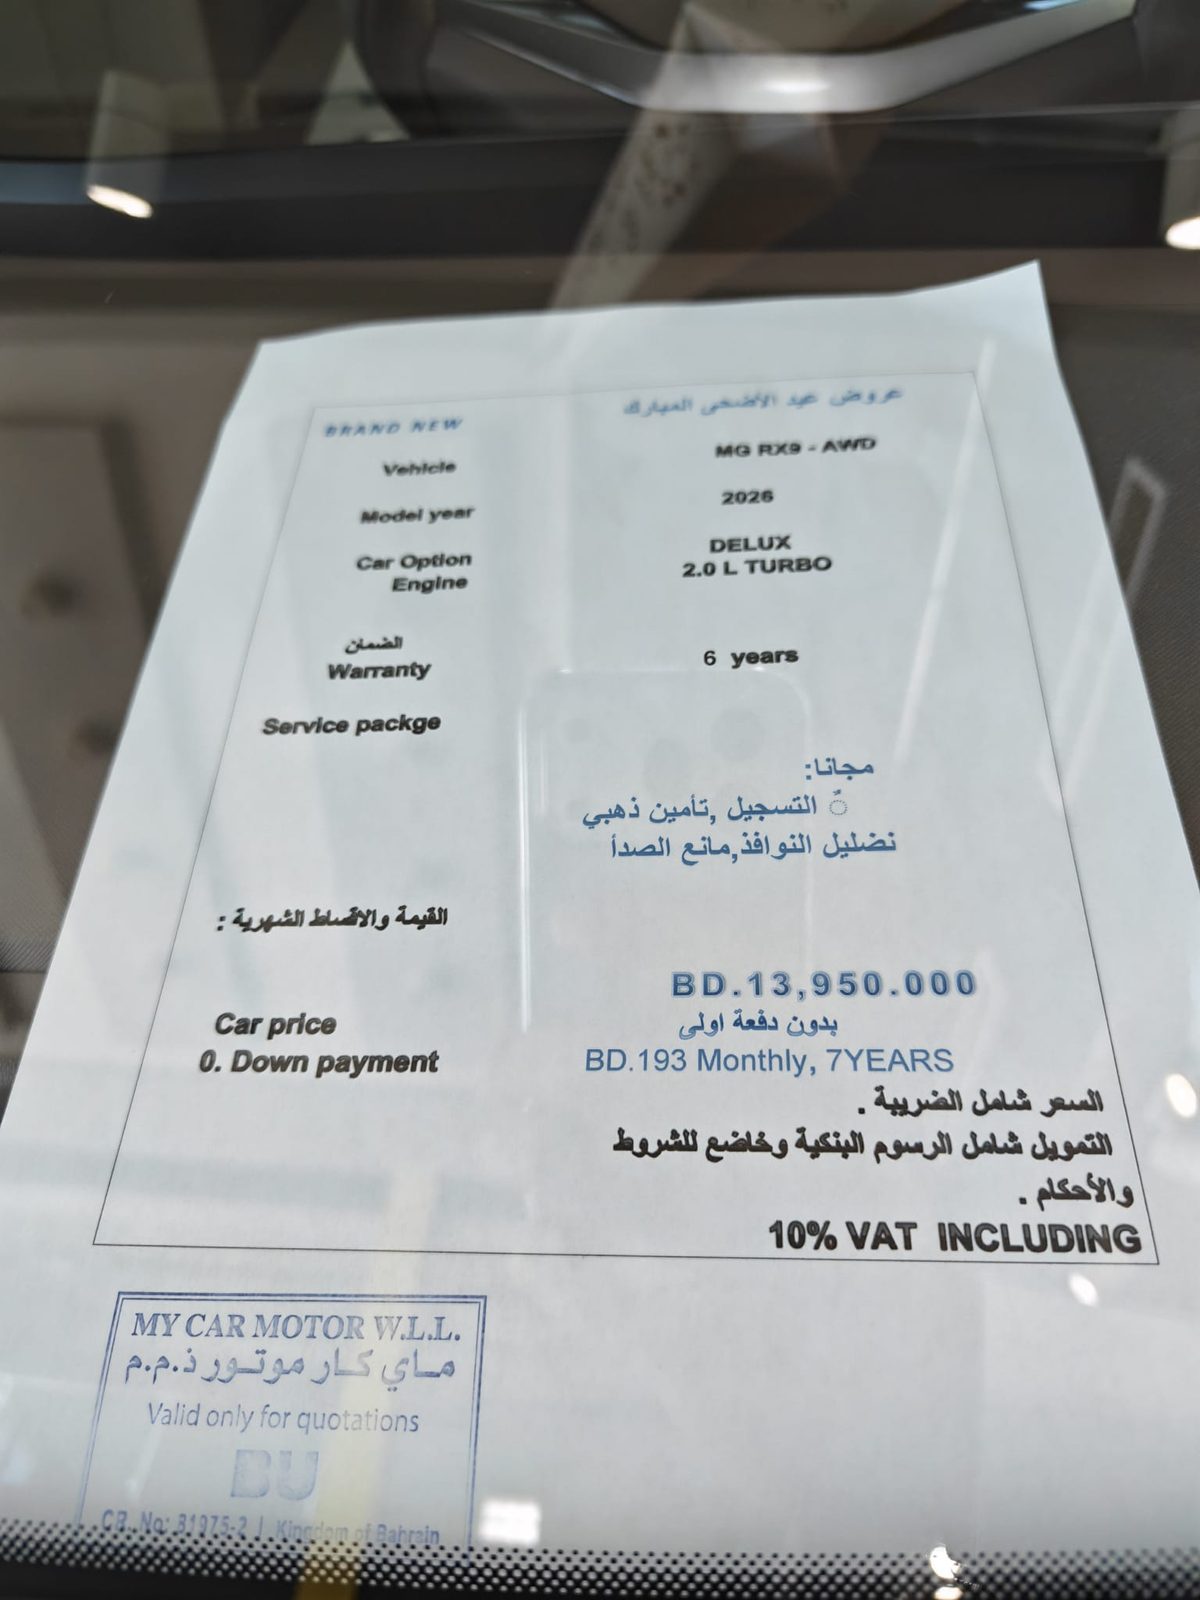 BRAND NEW عروض عيد الأضحى المبارك
Vehicle MG RX9 - AWD
Model year 2026
Car Option DELUX
Engine 2.0 L TURBO
الضمان
Warranty 6 years
Service packge
مجانا:
التسجيل ,تأمين ذهبي
نضليل النوافذ,مانع الصدأ
القيمة والاقساط الشهرية :
BD.13,950.000
Car price بدون دفعة اولى
0. Down payment BD.193 Monthly, 7YEARS
السعر شامل الضريبة .
التمويل شامل الرسوم البنكية وخاضع للشروط
والأحكام .
10% VAT INCLUDING
MY CAR MOTOR W.L.L.
ماي كار موتور ذ.م.م
Valid only for quotations
BU
CR. No: 81975-2 | Kingdom of Bahrain